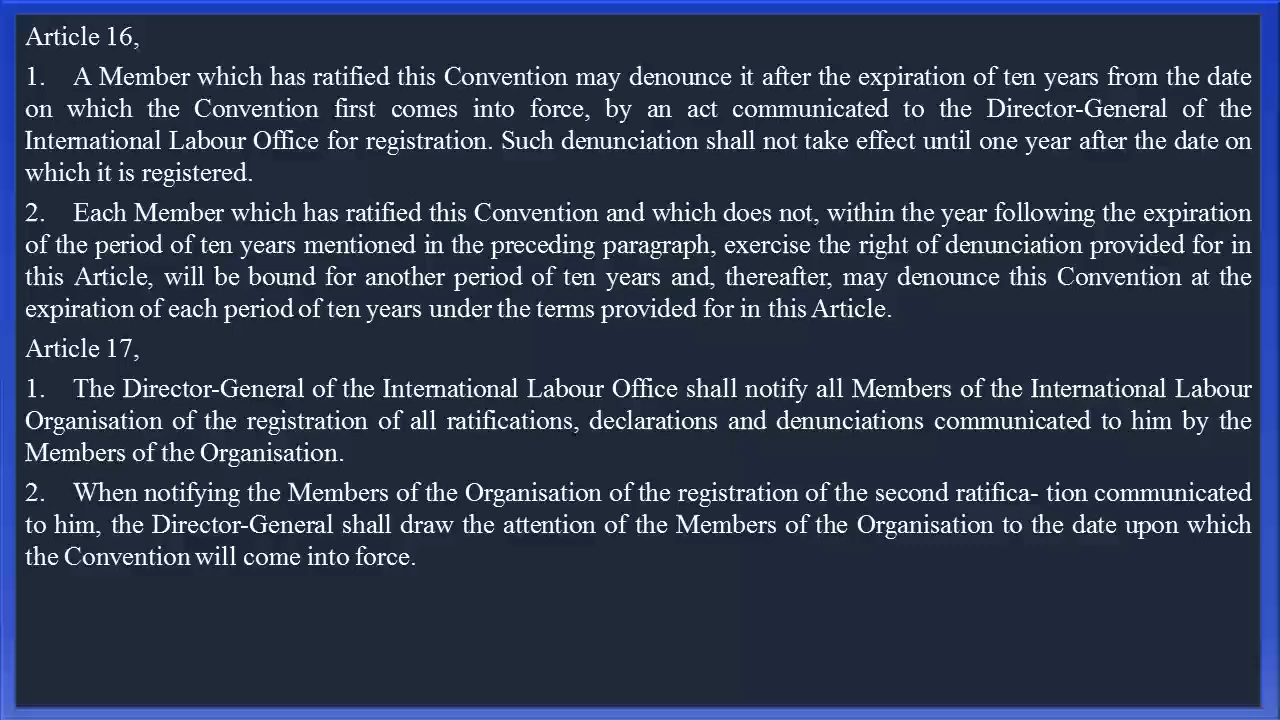 Article 16,
1. A Member which has ratified this Convention may denounce it after the expiration of ten years from the date
on which the Convention first comes into force, by an act communicated to the Director-General of the
International Labour Office for registration. Such denunciation shall not take effect until one year after the date on
which it is registered.
2. Each Member which has ratified this Convention and which does not, within the year following the expiration
of the period of ten years mentioned in the preceding paragraph, exercise the right of denunciation provided for in
this Article, will be bound for another period of ten years and, thereafter, may denounce this Convention at the
expiration of each period of ten years under the terms provided for in this Article.
Article 17,
1. The Director-General of the International Labour Office shall notify all Members of the International Labour
Organisation of the registration of all ratifications, declarations and denunciations communicated to him by the
Members of the Organisation.
2. When notifying the Members of the Organisation of the registration of the second ratifica- tion communicated
to him, the Director-General shall draw the attention of the Members of the Organisation to the date upon which
the Convention will come into force.